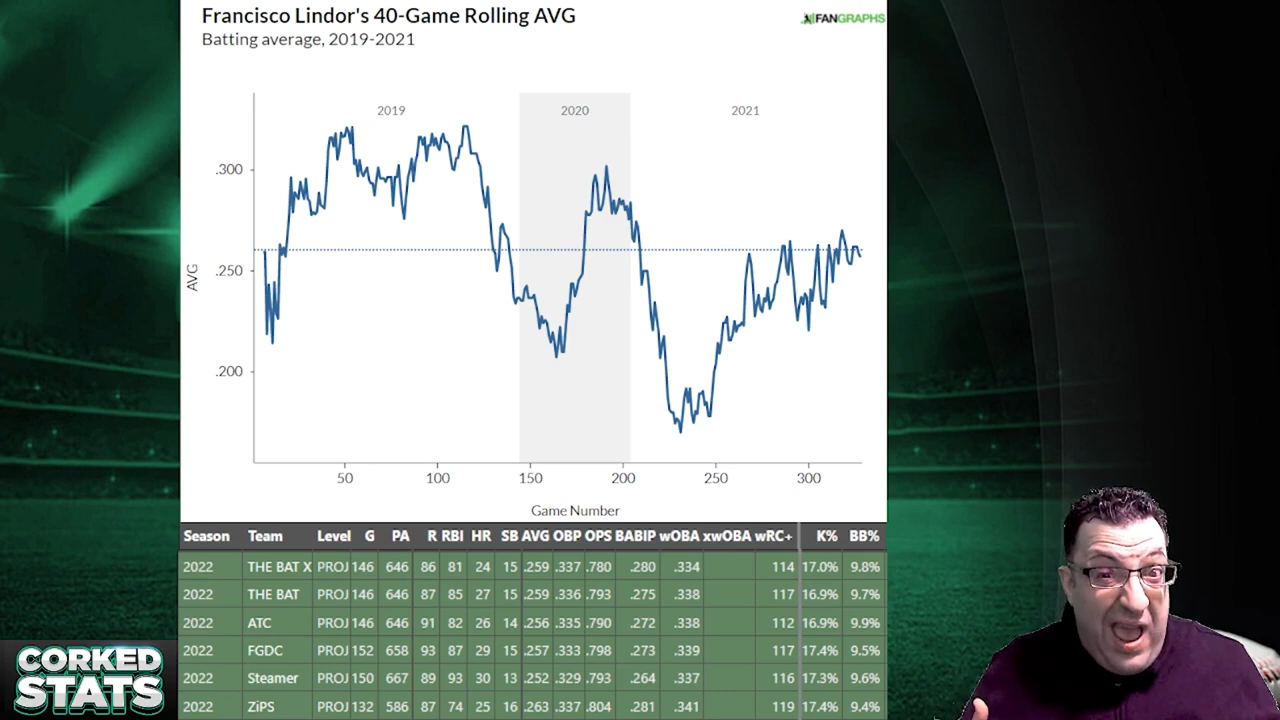 Francisco Lindor's 40-Game Rolling AVG
FANGRAPHS
Batting average, 2019-2021
2019
2020
2021
.300
.250
.200
AVG
50
100
150
200
250
300
Game Number
Season Team Level G PA R RBI HR SB AVG OBP OPS BABIP wOBA xwOBA wRC+ K% BB%
2022 THE BAT X PROJ 146 646 86 81 24 15 .259 .337 .780 .280 .334 114 17.0% 9.8%
2022 THE BAT PROJ 146 646 87 85 27 15 .259 .336 .793 .275 .338 117 16.9% 9.7%
2022 ATC PROJ 146 646 91 82 26 14 .256 .335 .790 .272 .338 112 16.9% 9.9%
2022 FGDC PROJ 152 658 93 87 29 15 .257 .333 .798 .273 .339 117 17.4% 9.5%
2022 Steamer PROJ 150 667 89 93 30 13 .252 .329 .793 .264 .337 116 17.3% 9.6%
2022 ZiPS PROJ 132 586 87 74 25 16 .263 .337 .804 .281 .341 119 17.4% 9.4%
CORKED
STATS